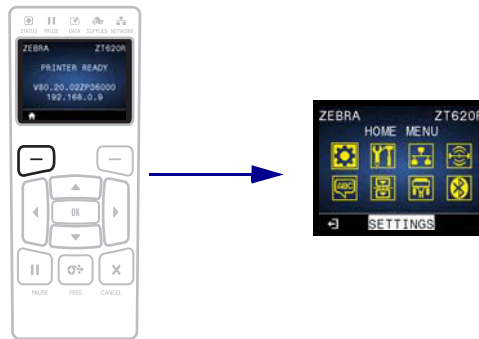 STATUS PAUSE DATA SUPPLIES NETWORK
ZEBRA ZT620R
PRINTER READY
V80.20.02ZP36000
192.168.0.9
OK
PAUSE FEED CANCEL
ZEBRA ZT620R
HOME MENU
ABC
SETTINGS